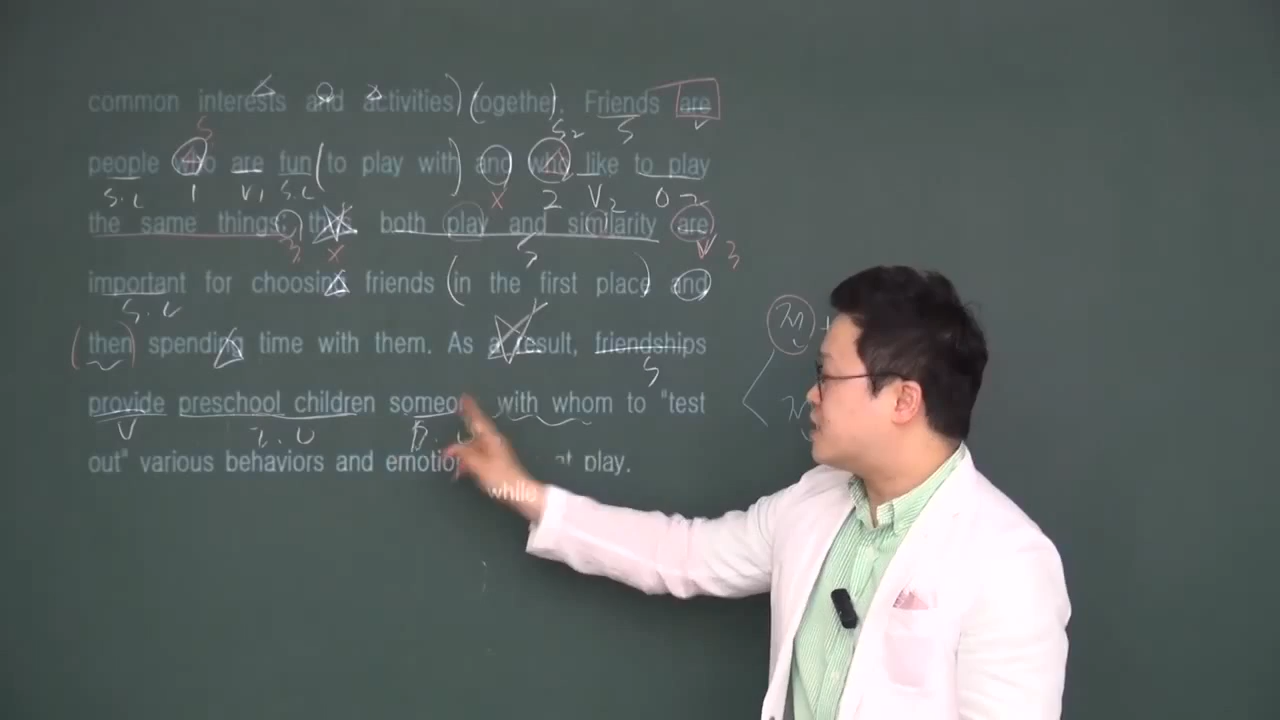 common interests and activities) together. Friends are
people who are fun to play with and who like to play
the same things; thus both play and similarity are
important for choosing friends (in the first place) and
(then) spending time with them. As a result, friendships
provide preschool children with whom to "test
out" various behaviors and at play.
while